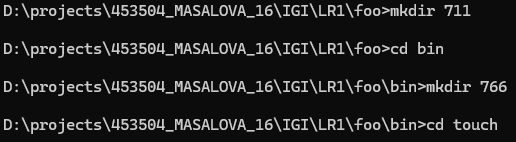 D:\projects\453504_MASALOVA_16\IGI\LR1\foo>mkdir 711
D:\projects\453504_MASALOVA_16\IGI\LR1\foo>cd bin
D:\projects\453504_MASALOVA_16\IGI\LR1\foo\bin>mkdir 766
D:\projects\453504_MASALOVA_16\IGI\LR1\foo\bin>cd touch